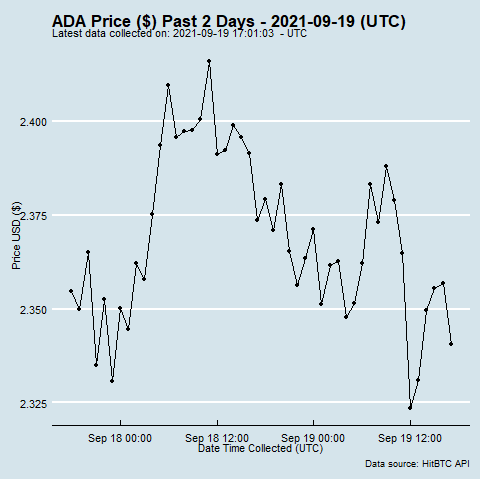 ADA Price ($) Past 2 Days - 2021-09-19 (UTC)
Latest data collected on: 2021-09-19 17:01:03 - UTC
2.400
2.375
2.350
2.325
Price USD ($)
Sep 18 00:00 Sep 18 12:00 Sep 19 00:00 Sep 19 12:00
Date Time Collected (UTC)
Data source: HitBTC API